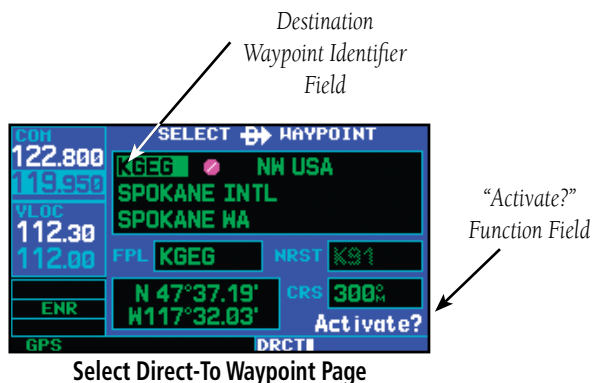 Destination
Waypoint Identifier
Field
COM
122.800
119.950
VLOC
112.30
112.00
ENR
GPS
SELECT D WAYPOINT
KGEG NW USA
SPOKANE INTL
SPOKANE WA
FPL KGEG NRST K91
N 47°37.19' CRS 300°M
W117°32.03' Activate?
DRCT
"Activate?"
Function Field
Select Direct-To Waypoint Page